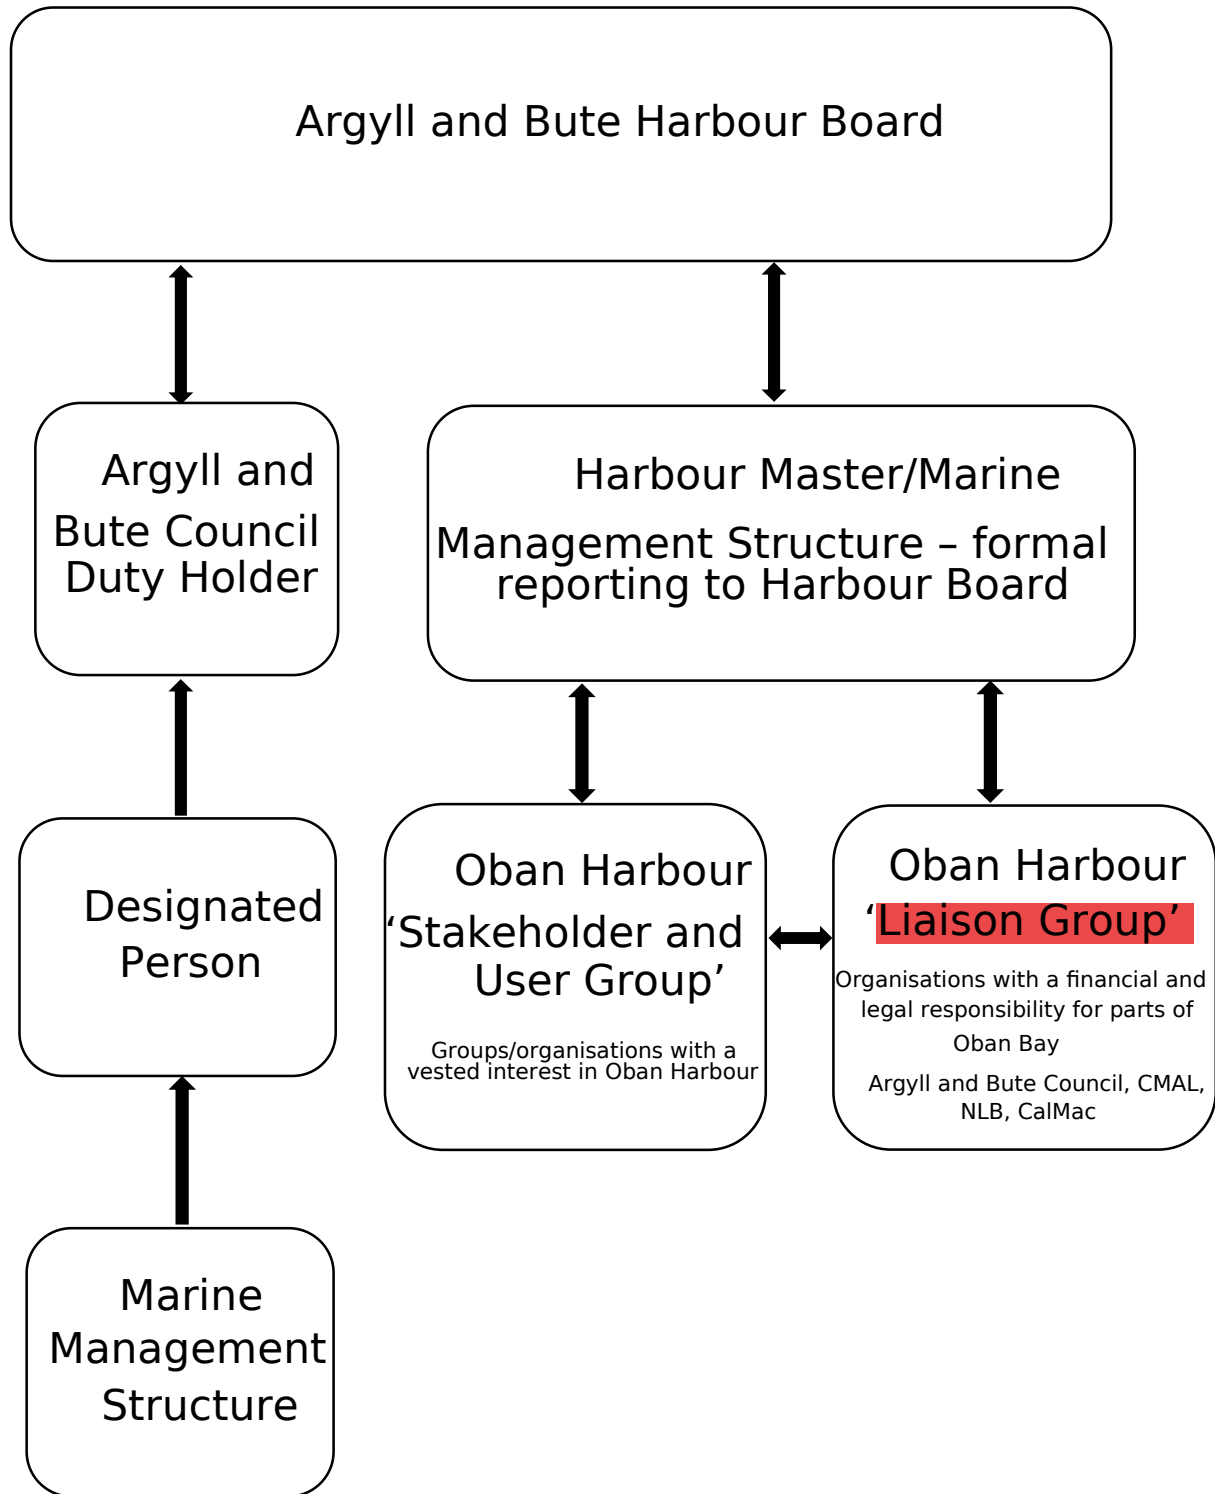 Argyll and Bute Harbour Board
Argyll and
Bute Council
Duty Holder
Harbour Master/Marine
Management Structure – formal
reporting to Harbour Board
Designated
Person
Oban Harbour
‘Stakeholder and
User Group’
Groups/organisations with a
vested interest in Oban Harbour
Oban Harbour
‘Liaison Group’
Organisations with a financial and
legal responsibility for parts of
Oban Bay
Argyll and Bute Council, CMAL,
NLB, CalMac
Marine
Management
Structure